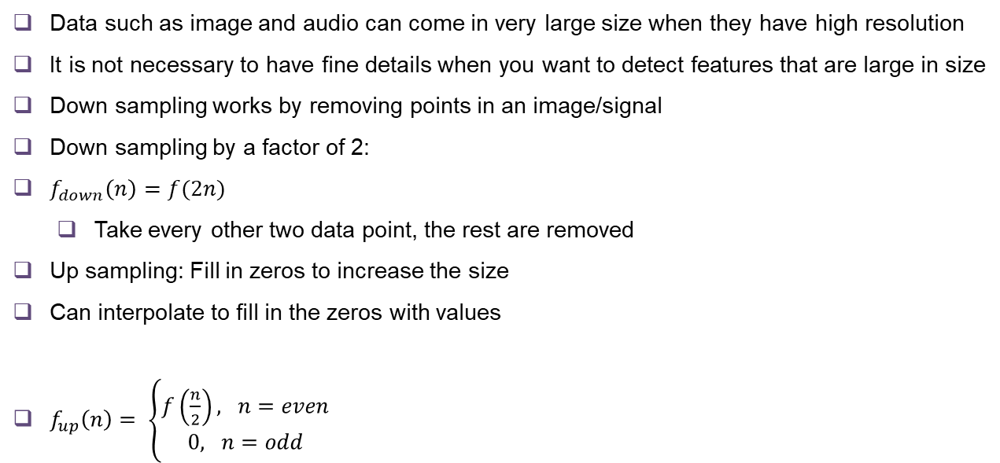 ❑ Data such as image and audio can come in very large size when they have high resolution
❑ It is not necessary to have fine details when you want to detect features that are large in size
❑ Down sampling works by removing points in an image/signal
❑ Down sampling by a factor of 2:
❑ $f_{down}(n) = f(2n)$
❑ Take every other two data point, the rest are removed
❑ Up sampling: Fill in zeros to increase the size
❑ Can interpolate to fill in the zeros with values
❑ $f_{up}(n) = \begin{cases} f\left(\frac{n}{2}\right), & n = even \\ 0, & n = odd \end{cases}$